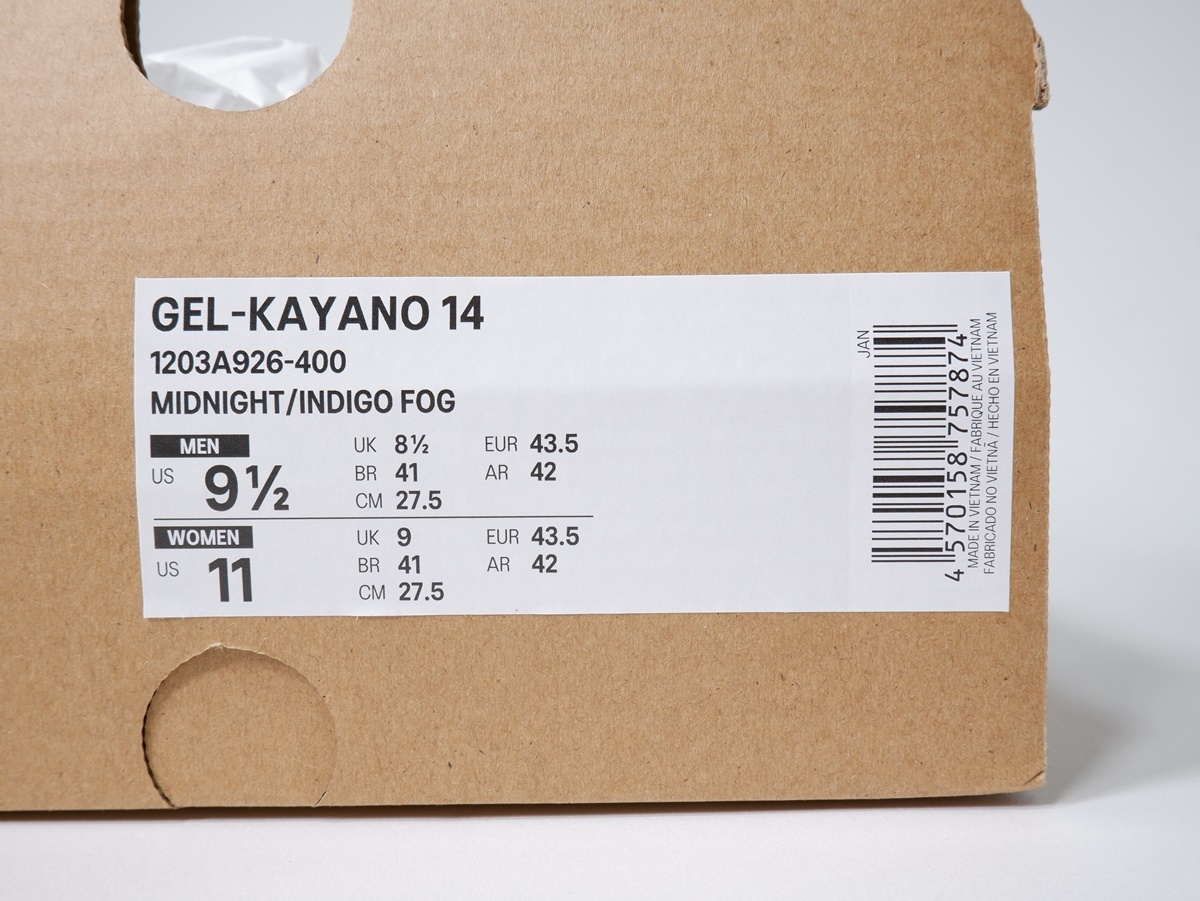 GEL-KAYANO 14
1203A926-400
MIDNIGHT/INDIGO FOG
MEN
US 9½
UK 8½ EUR 43.5
BR 41 AR 42
CM 27.5
WOMEN
US 11
UK 9 EUR 43.5
BR 41 AR 42
CM 27.5
JAN
4 570158 757874
MADE IN VIETNAM / FABRIQUÉ AU VIETNAM
FABRICADO NO VIETNÃ / HECHO EN VIETNAM